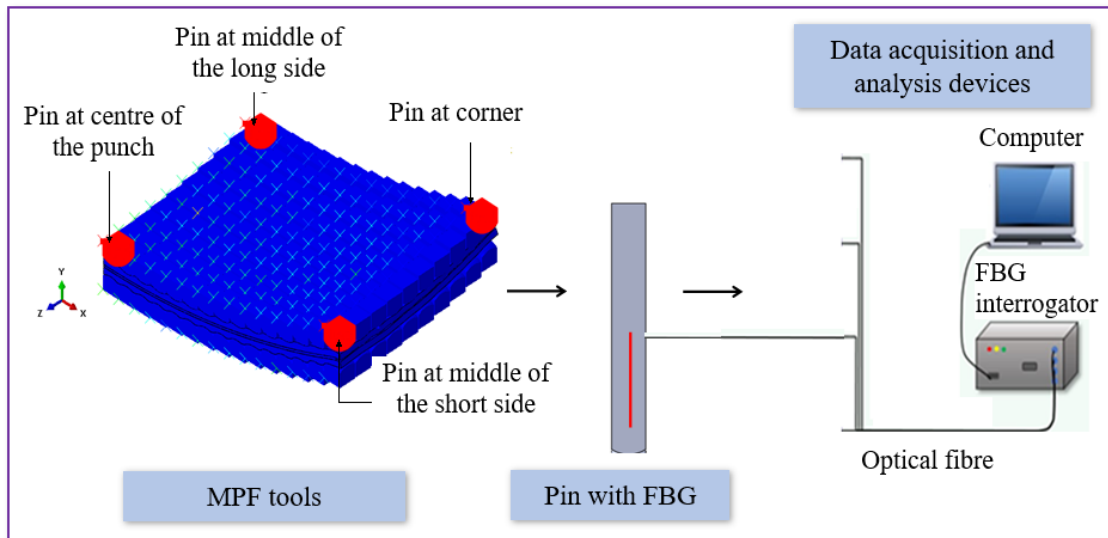 Pin at middle of
the long side
Pin at centre of
the punch
Pin at corner
Y
Z
X
Pin at middle of
the short side
MPF tools
Pin with FBG
Data acquisition and
analysis devices
Computer
FBG
interrogator
Optical fibre